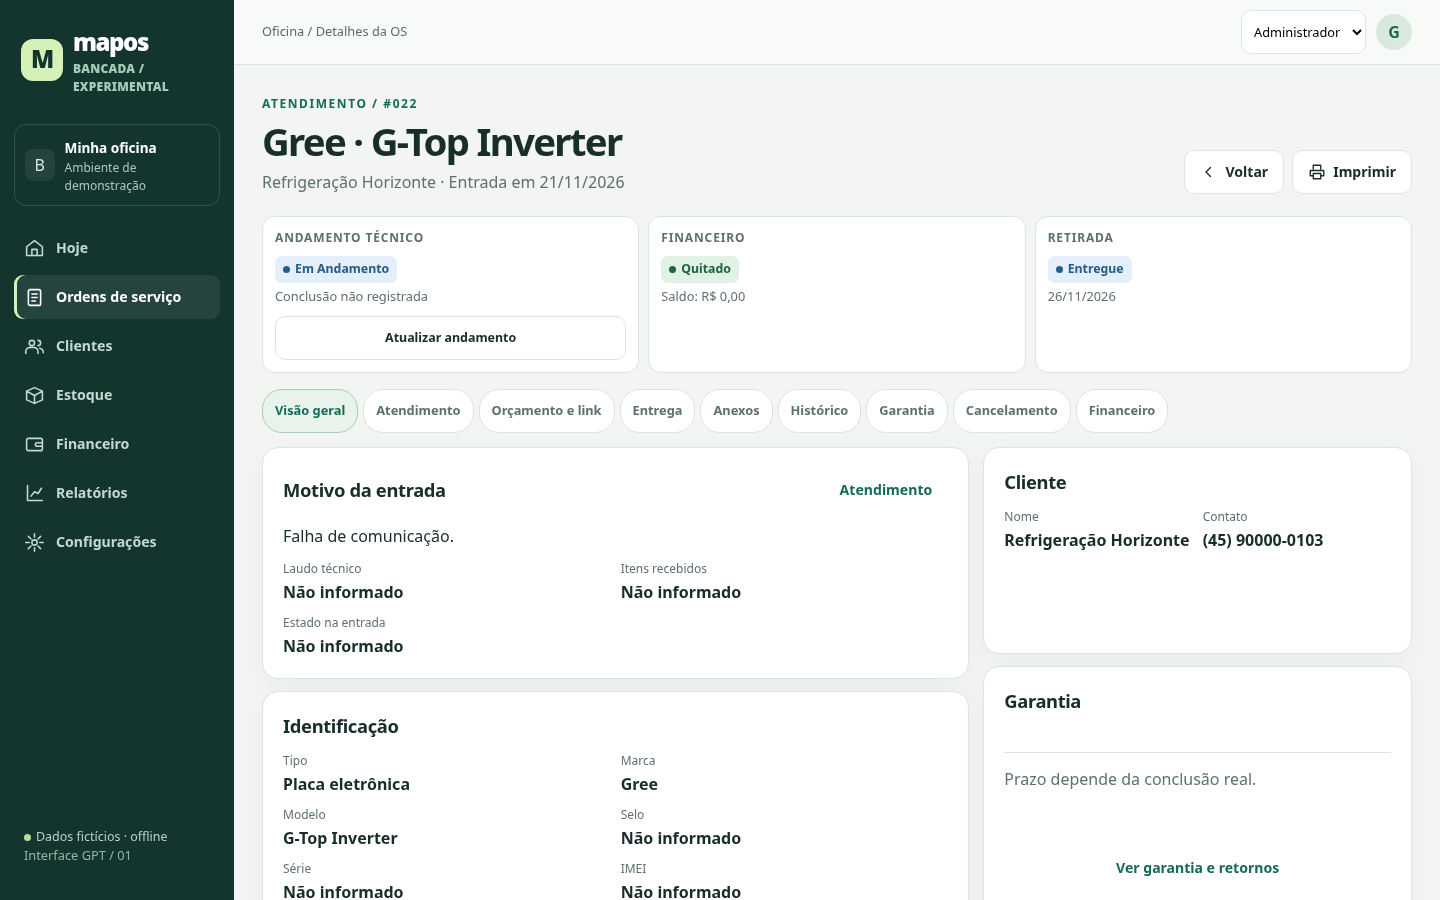 M
mapos
BANCADA /
EXPERIMENTAL
B
Minha oficina
Ambiente de
demonstração
Hoje
Ordens de serviço
Clientes
Estoque
Financeiro
Relatórios
Configurações
Dados fictícios · offline
Interface GPT / 01
Oficina / Detalhes da OS
Administrador
G
ATENDIMENTO / #022
Gree · G-Top Inverter
Refrigeração Horizonte · Entrada em 21/11/2026
Voltar
Imprimir
ANDAMENTO TÉCNICO
Em Andamento
Conclusão não registrada
Atualizar andamento
FINANCEIRO
Quitado
Saldo: R$ 0,00
RETIRADA
Entregue
26/11/2026
Visão geral
Atendimento
Orçamento e link
Entrega
Anexos
Histórico
Garantia
Cancelamento
Financeiro
Motivo da entrada
Atendimento
Falha de comunicação.
Laudo técnico
Não informado
Itens recebidos
Não informado
Estado na entrada
Não informado
Identificação
Tipo
Placa eletrônica
Marca
Gree
Modelo
G-Top Inverter
Selo
Não informado
Série
Não informado
IMEI
Não informado
Cliente
Nome
Refrigeração Horizonte
Contato
(45) 90000-0103
Garantia
Prazo depende da conclusão real.
Ver garantia e retornos